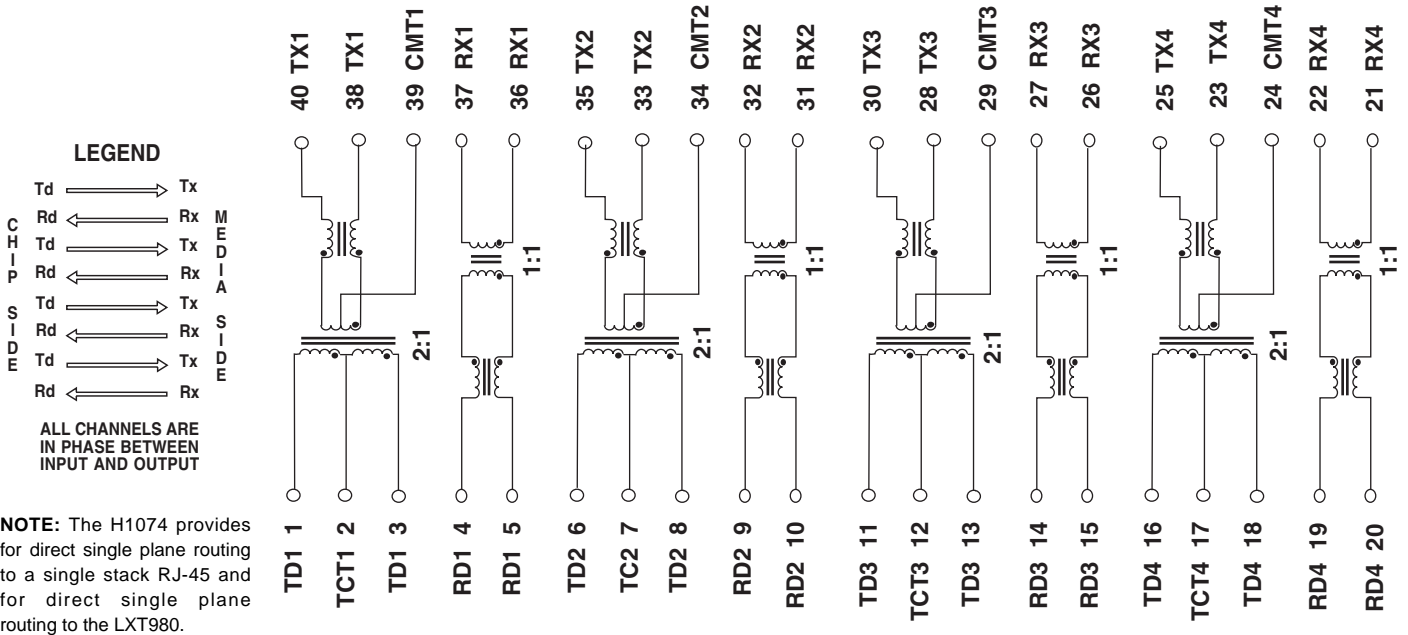 40 TX1
38 TX1
39 CMT1
37 RX1
36 RX1
35 TX2
33 TX2
34 CMT2
32 RX2
31 RX2
30 TX3
28 TX3
29 CMT3
27 RX3
26 RX3
25 TX4
23 TX4
24 CMT4
22 RX4
21 RX4
LEGEND
CHIP SIDE
MEDIA SIDE
Td Tx
Rd Rx
Td Tx
Rd Rx
Td Tx
Rd Rx
Td Tx
Rd Rx
ALL CHANNELS ARE
IN PHASE BETWEEN
INPUT AND OUTPUT
2:1
1:1
2:1
1:1
2:1
1:1
2:1
1:1
NOTE: The H1074 provides
for direct single plane routing
to a single stack RJ-45 and
for direct single plane
routing to the LXT980.
TD1 1
TCT1 2
TD1 3
RD1 4
RD1 5
TD2 6
TC2 7
TD2 8
RD2 9
RD2 10
TD3 11
TCT3 12
TD3 13
RD3 14
RD3 15
TD4 16
TCT4 17
TD4 18
RD4 19
RD4 20